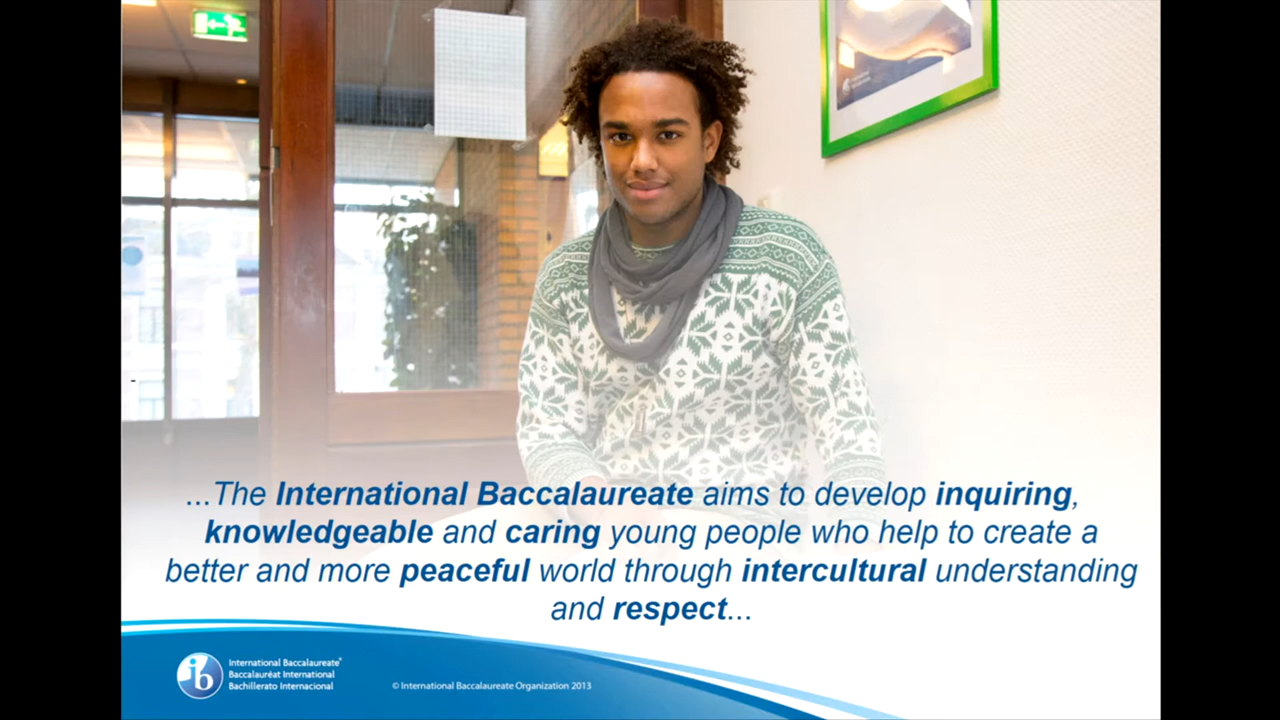 ...The International Baccalaureate aims to develop inquiring,
knowledgeable and caring young people who help to create a
better and more peaceful world through intercultural understanding
and respect...
ib
International Baccalaureate®
Baccalauréat International
Bachillerato Internacional
© International Baccalaureate Organization 2013